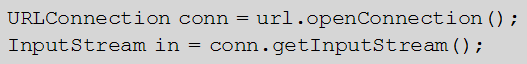 URLConnection conn = url.openConnection();
InputStream in = conn.getInputStream();